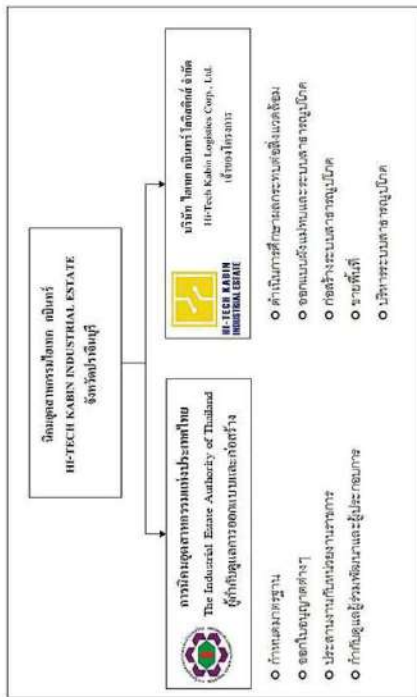 นิคมอุตสาหกรรมไฮเทค กบินทร์
HI-TECH KABIN INDUSTRIAL ESTATE
จังหวัดปราจีนบุรี
การนิคมอุตสาหกรรมแห่งประเทศไทย
The Industrial Estate Authority of Thailand
ผู้กำกับดูแลการออกแบบและก่อสร้าง
กำหนดมาตรฐาน
ออกใบอนุญาตต่างๆ
ประสานงานกับหน่วยงานราชการ
กำกับดูแลผู้ร่วมพัฒนาและผู้ประกอบการ
HI-TECH KABIN
INDUSTRIAL ESTATE
บริษัท ไฮเทค กบินทร์ โลจิสติกส์ จำกัด
Hi-Tech Kabin Logistics Corp., Ltd.
เจ้าของโครงการ
ดำเนินการศึกษาผลกระทบต่อสิ่งแวดล้อม
ออกแบบผังแม่บทและระบบสาธารณูปโภค
ก่อสร้างระบบสาธารณูปโภค
ขายพื้นที่
บริหารระบบสาธารณูปโภค